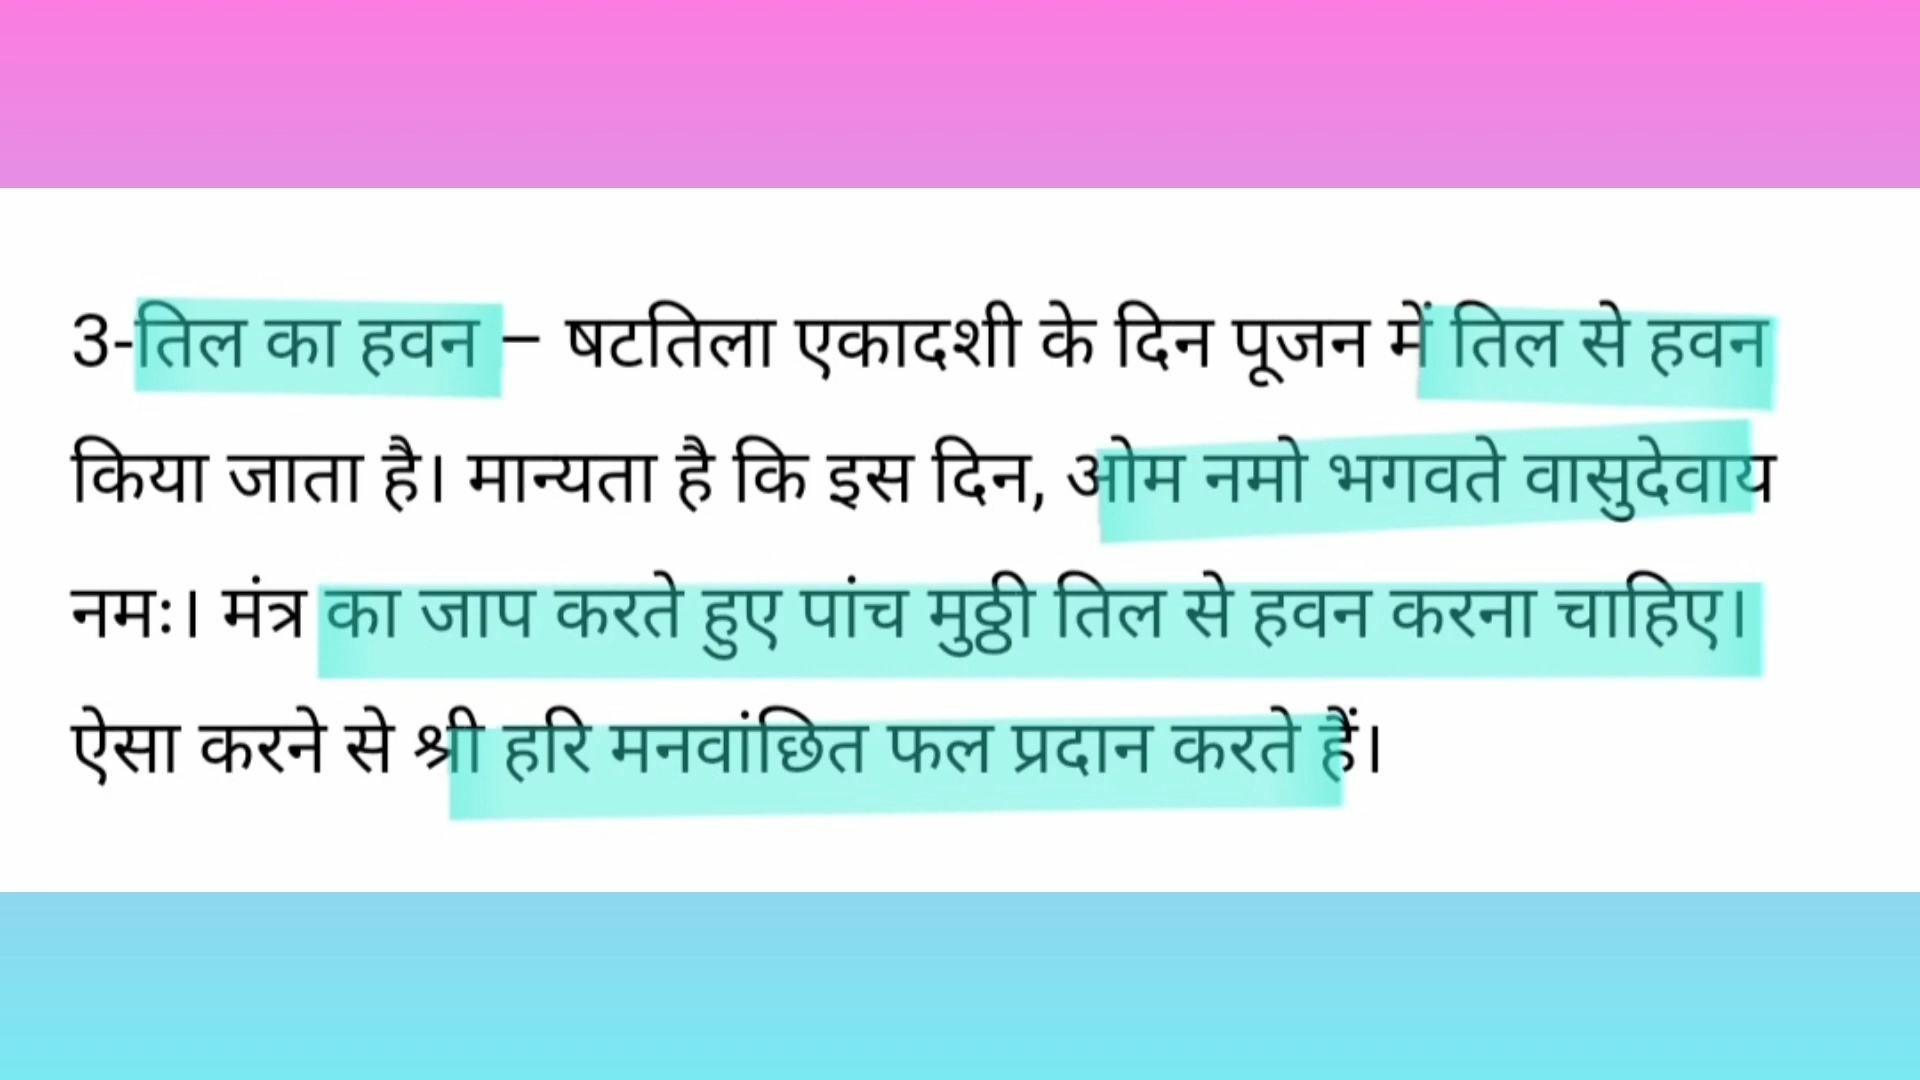 3-तिल का हवन – षटतिला एकादशी के दिन पूजन में तिल से हवन
किया जाता है। मान्यता है कि इस दिन, ओम नमो भगवते वासुदेवाय
नमः। मंत्र का जाप करते हुए पांच मुठ्ठी तिल से हवन करना चाहिए।
ऐसा करने से श्री हरि मनवांछित फल प्रदान करते हैं।